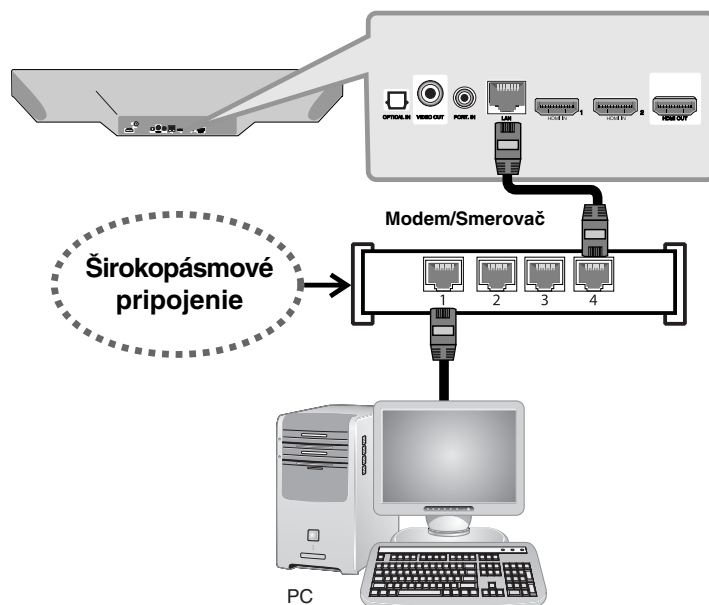 OPTICAL IN VIDEO OUT PORT. IN LAN HDMI IN 1 HDMI IN 2 HDMI OUT
Modem/Smerovač
Širokopásmové
pripojenie
1 2 3 4
PC